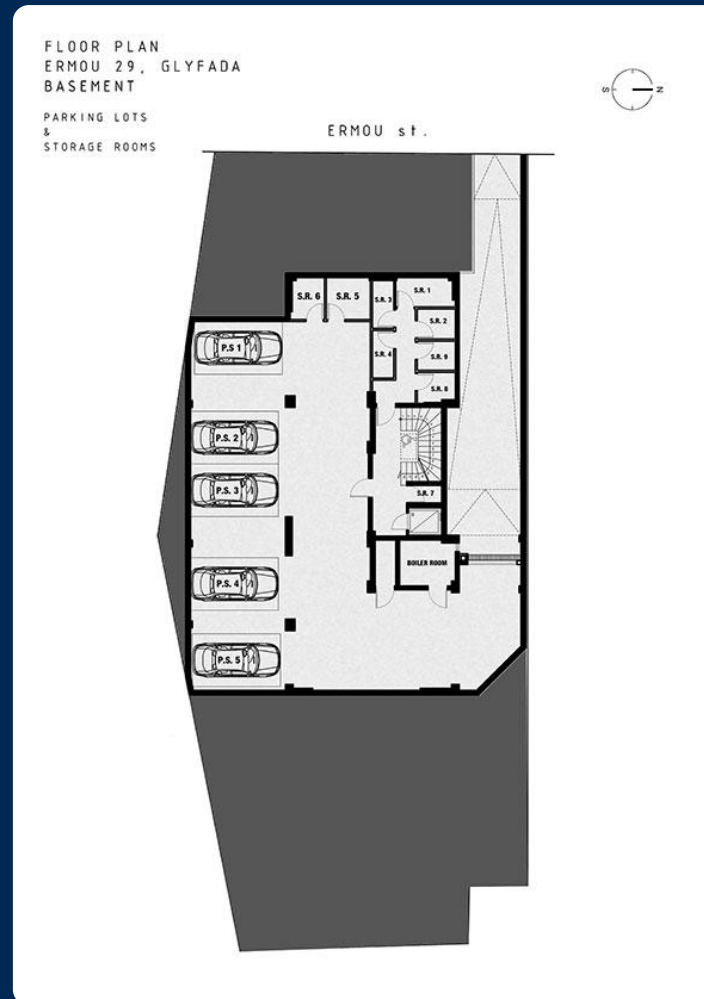 FLOOR PLAN
ERMOU 29, GLYFADA
BASEMENT
PARKING LOTS
&
STORAGE ROOMS
ERMOU st.
S
N
S.R. 6
S.R. 5
S.R. 3
S.R. 1
S.R. 2
S.R. 4
S.R. 9
S.R. 8
P.S 1
P.S. 2
P.S. 3
S.R. 7
BOILER ROOM
P.S. 4
P.S. 5